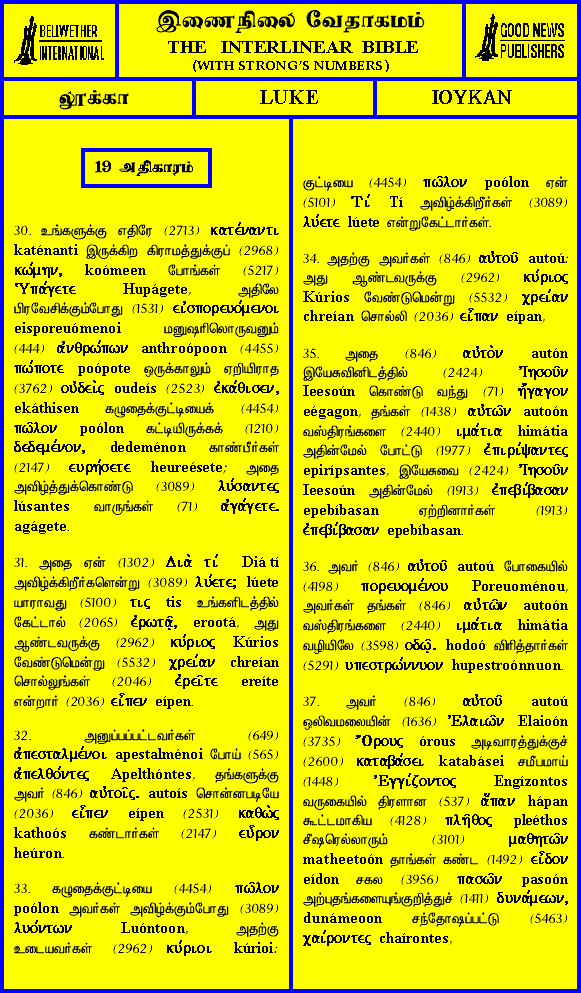 BELLWETHER
INTERNATIONAL
இணைநிலை வேதாகமம்
THE INTERLINEAR BIBLE
(WITH STRONG'S NUMBERS)
GOOD NEWS
PUBLISHERS
லூக்கா
LUKE
IOYKAN
19 அதிகாரம்
30. உங்களுக்கு எதிரே (2713) κατέναντι
katénanti இருக்கிற கிராமத்துக்குப் (2968)
κώμην, koómeen போங்கள் (5217)
Ὑπάγετε Hupágete, அதிலே
பிரவேசிக்கும்போது (1531) εἰσπορευόμενοι
eisporeuómenoi மனுஷரிலொருவனும்
(444) ἀνθρώπων anthroópoon (4455)
πώποτε poópote ஒருக்காலும் ஏறியிராத
(3762) οὐδεὶς oudeís (2523) ἐκάθισεν,
ekáthisen கழுதைக்குட்டியைக் (4454)
πῶλον poólon கட்டியிருக்கக் (1210)
δεδεμένον, dedeménon காண்பீர்கள்
(2147) ευρήσετε heureésete; அதை
அவிழ்த்துக்கொண்டு (3089) λύσαντες
lúsantes வாருங்கள் (71) ἀγάγετε.
agágete.
31. அதை ஏன் (1302) Διὰ τί Diá tí
அவிழ்க்கிறீர்களென்று (3089) λύετε; lúete
யாராவது (5100) τις tis உங்களிடத்தில்
கேட்டால் (2065) ἐρωτᾷ, erootá, அது
ஆண்டவருக்கு (2962) κύριος Kúrios
வேண்டுமென்று (5532) χρείαν chreían
சொல்லுங்கள் (2046) ἐρεῖτε ereíte
என்றார் (2036) εἶπεν eípen.
32. அனுப்பப்பட்டவர்கள் (649)
ἀπεσταλμένοι apestalménoi போய் (565)
ἀπελθόντες Apelthóntes, தங்களுக்கு
அவர் (846) αὐτοῖς. autoís சொன்னபடியே
(2036) εἶπεν eípen (2531) καθὼς
kathoós கண்டார்கள் (2147) εὗρον
heúron.
33. கழுதைக்குட்டியை (4454) πῶλον
poólon அவர்கள் அவிழ்க்கும்போது (3089)
λυόντων Luóntoon, அதற்கு
உடையவர்கள் (2962) κύριοι kúrioi:
குட்டியை (4454) πῶλον poólon ஏன்
(5101) Τί Tí அவிழ்க்கிறீர்கள் (3089)
λύετε lúete என்றுகேட்டார்கள்.
34. அதற்கு அவர்கள் (846) αὐτοῦ autoú:
அது ஆண்டவருக்கு (2962) κύριος
Kúrios வேண்டுமென்று (5532) χρείαν
chreían சொல்லி (2036) εἶπαν eípan,
35. அதை (846) αὐτὸν autón
இயேசுவினிடத்தில் (2424) Ἰησοῦν
Ieesoún கொண்டு வந்து (71) ἤγαγον
eégagon, தங்கள் (1438) αὐτῶν autoón
வஸ்திரங்களை (2440) ιμάτια himátia
அதின்மேல் போட்டு (1977) ἐπιρίψαντες
epirípsantes, இயேசுவை (2424) Ἰησοῦν
Ieesoún அதின்மேல் (1913) ἐπεβίβασαν
epebíbasan ஏற்றினார்கள் (1913)
ἐπεβίβασαν epebíbasan.
36. அவர் (846) αὐτοῦ autoú போகையில்
(4198) πορευομένου Poreuoménou,
அவர்கள் தங்கள் (846) αὐτῶν autoón
வஸ்திரங்களை (2440) ιμάτια himátia
வழியிலே (3598) οδῷ. hodoó விரித்தார்கள்
(5291) υπεστρώννυον hupestroónnuon.
37. அவர் (846) αὐτοῦ autoú
ஒலிவமலையின் (1636) Ἐλαιῶν Elaioón
(3735) Ὄρους órous அடிவாரத்துக்குச்
(2600) καταβάσει katabásei சமீபமாய்
(1448) Ἐγγίζοντος Engízontos
வருகையில் திரளான (537) ἅπαν hápan
கூட்டமாகிய (4128) πλῆθος pleéthos
சீஷரெல்லாரும் (3101) μαθητῶν
matheetoón தாங்கள் கண்ட (1492) εἶδον
eídon சகல (3956) πασῶν pasoón
அற்புதங்களையுங்குறித்துச் (1411) δυνάμεων,
dunámeoon சந்தோஷப்பட்டு (5463)
χαίροντες chaírontes,